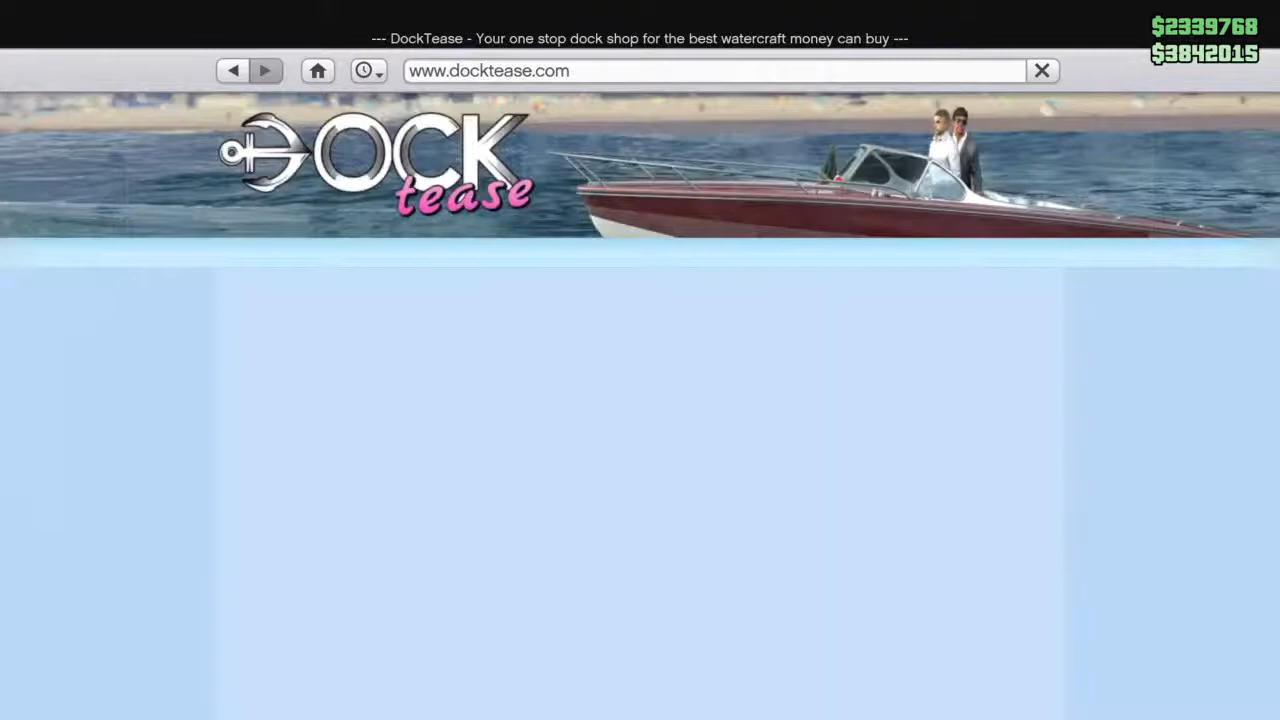 --- DockTease - Your one stop dock shop for the best watercraft money can buy ---
$2339768
$3842015
www.docktease.com
DOCK
tease